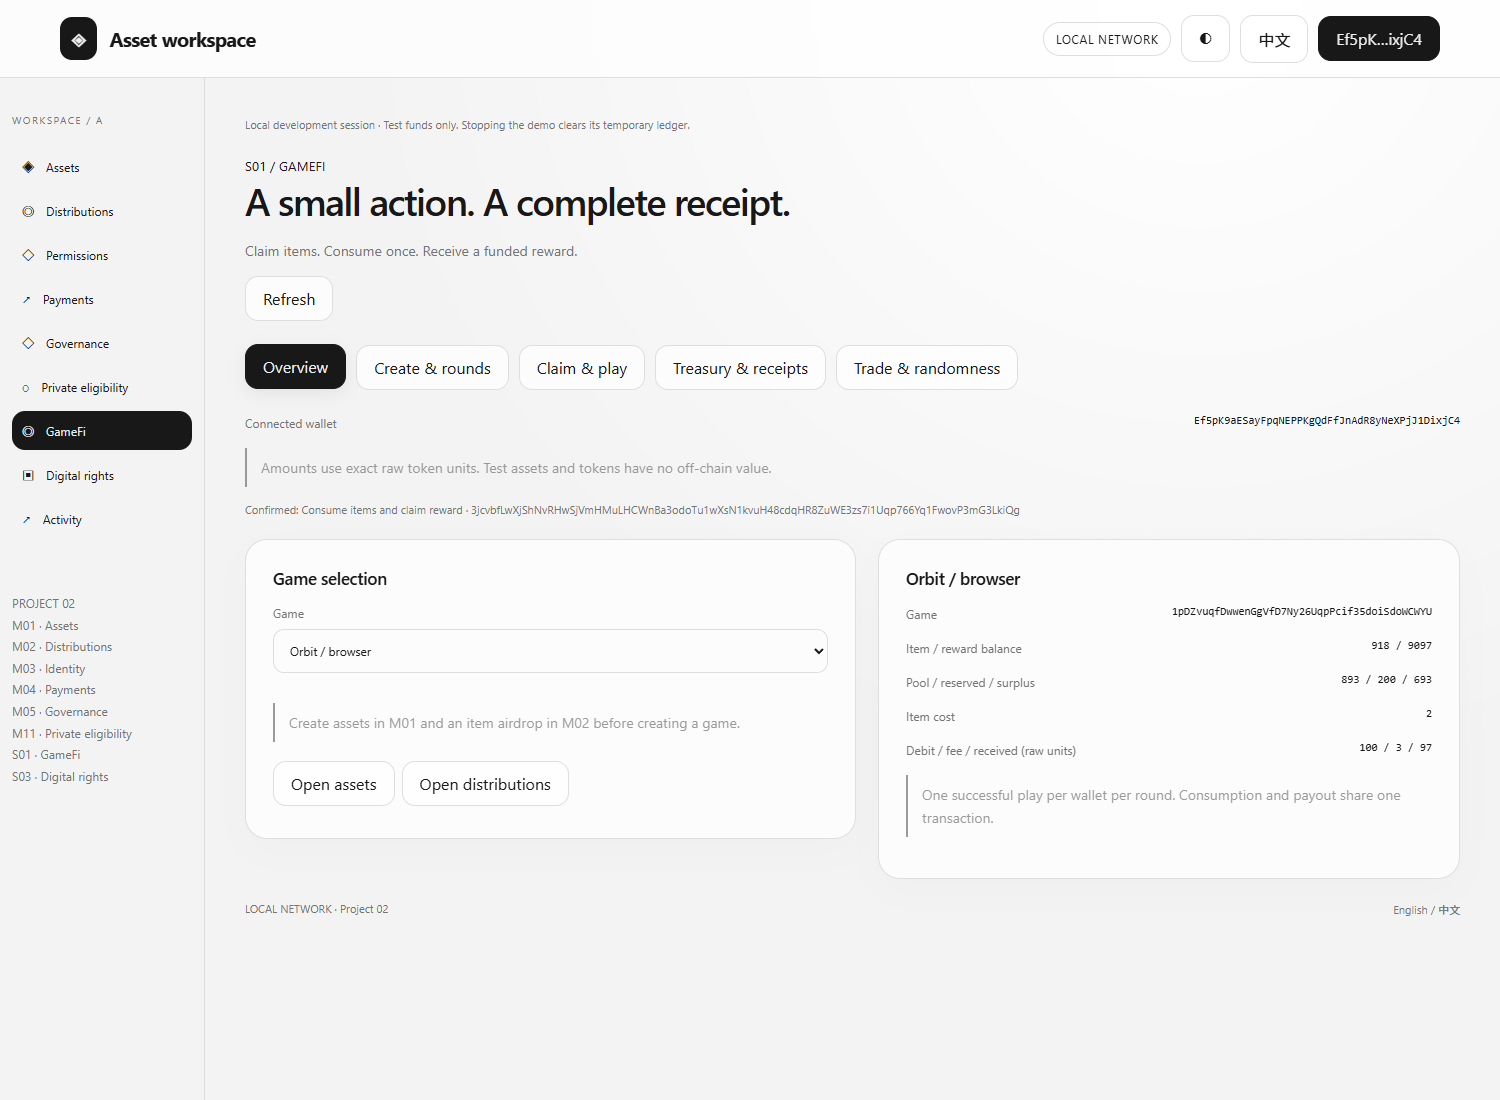 Asset workspace
LOCAL NETWORK
中文
Ef5pK...ixjC4
WORKSPACE / A
Assets
Distributions
Permissions
Payments
Governance
Private eligibility
GameFi
Digital rights
Activity
PROJECT 02
M01 · Assets
M02 · Distributions
M03 · Identity
M04 · Payments
M05 · Governance
M11 · Private eligibility
S01 · GameFi
S03 · Digital rights
Local development session · Test funds only. Stopping the demo clears its temporary ledger.
S01 / GAMEFI
A small action. A complete receipt.
Claim items. Consume once. Receive a funded reward.
Refresh
Overview
Create & rounds
Claim & play
Treasury & receipts
Trade & randomness
Connected wallet
Ef5pK9aESayFpqNEPPKgQdFfJnAdR8yNeXPjJ1DixjC4
Amounts use exact raw token units. Test assets and tokens have no off-chain value.
Confirmed: Consume items and claim reward · 3jcvbfLwXjShNvRHwSjVmHMuLHCWnBa3odoTu1wXsN1kvuH48cdqHR8ZuWE3zs7i1Uqp766Yq1FwovP3mG3LkiQg
Game selection
Game
Orbit / browser
Create assets in M01 and an item airdrop in M02 before creating a game.
Open assets
Open distributions
Orbit / browser
Game
1pDZvuqfDwwenGgVfD7Ny26UqpPcif35doiSdoWCWYU
Item / reward balance
918 / 9097
Pool / reserved / surplus
893 / 200 / 693
Item cost
2
Debit / fee / received (raw units)
100 / 3 / 97
One successful play per wallet per round. Consumption and payout share one
transaction.
LOCAL NETWORK · Project 02
English / 中文